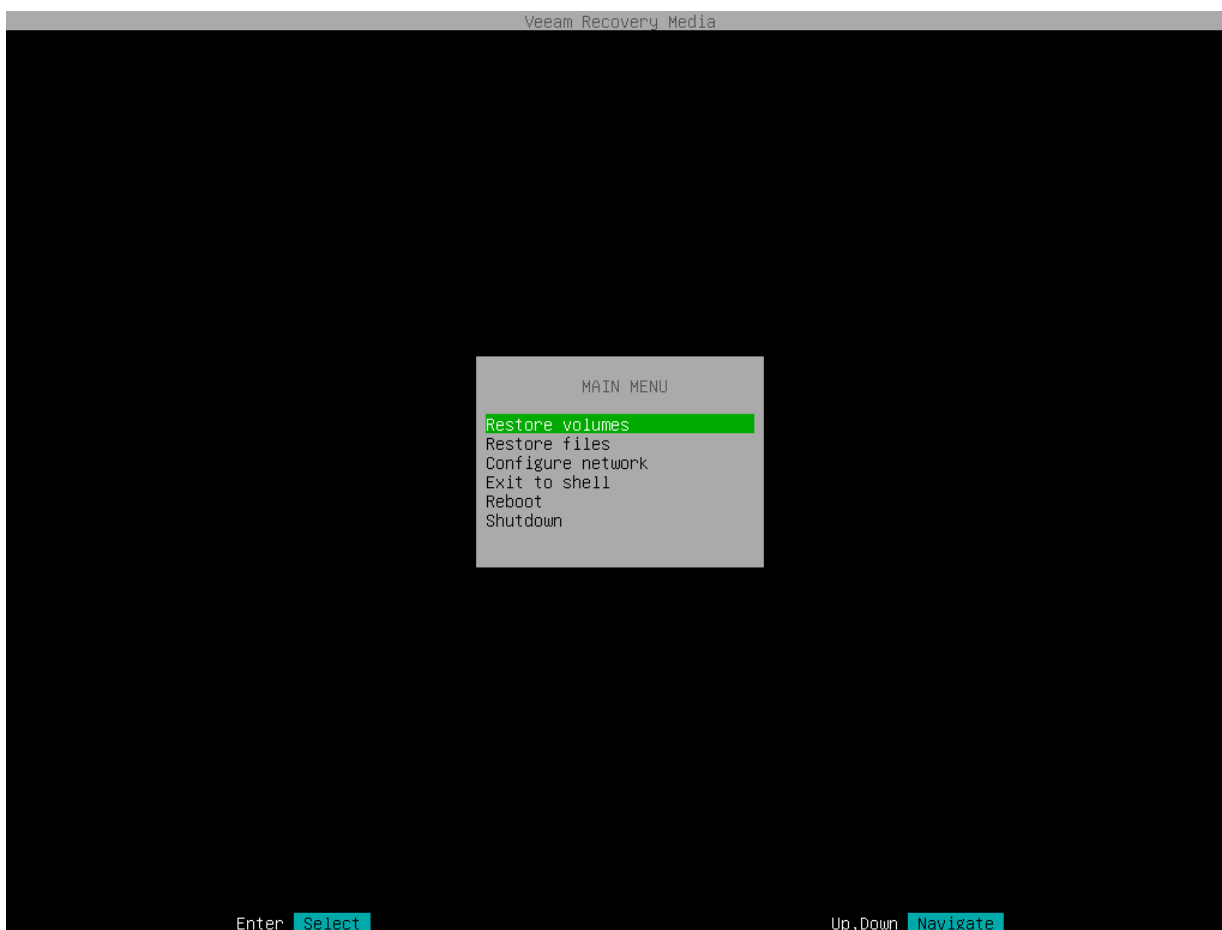 Veeam Recovery Media
MAIN MENU
Restore volumes
Restore files
Configure network
Exit to shell
Reboot
Shutdown
Enter Select Up,Down Navigate